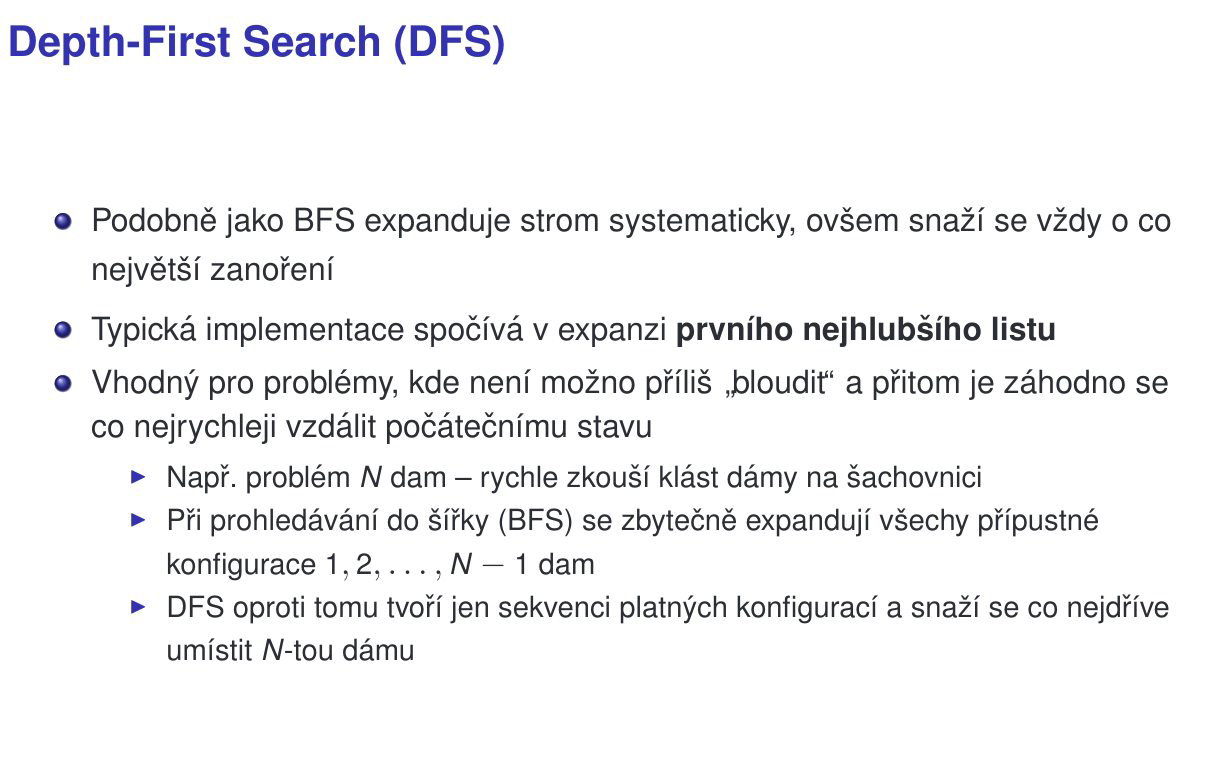 Depth-First Search (DFS)
Podobně jako BFS expanduje strom systematicky, ovšem snaží se vždy o co
největší zanoření
Typická implementace spočívá v expanzi prvního nejhlubšího listu
Vhodný pro problémy, kde není možno příliš „bloudit“ a přitom je záhodno se
co nejrychleji vzdálit počátečnímu stavu
Např. problém N dam – rychle zkouší klást dámy na šachovnici
Při prohledávání do šířky (BFS) se zbytečně expandují všechy přípustné
konfigurace 1, 2, . . . , N − 1 dam
DFS oproti tomu tvoří jen sekvenci platných konfigurací a snaží se co nejdříve
umístit N-tou dámu